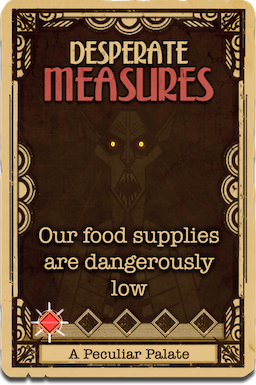 DESPERATE
MEASURES
Our food supplies
are dangerously
low
A Peculiar Palate